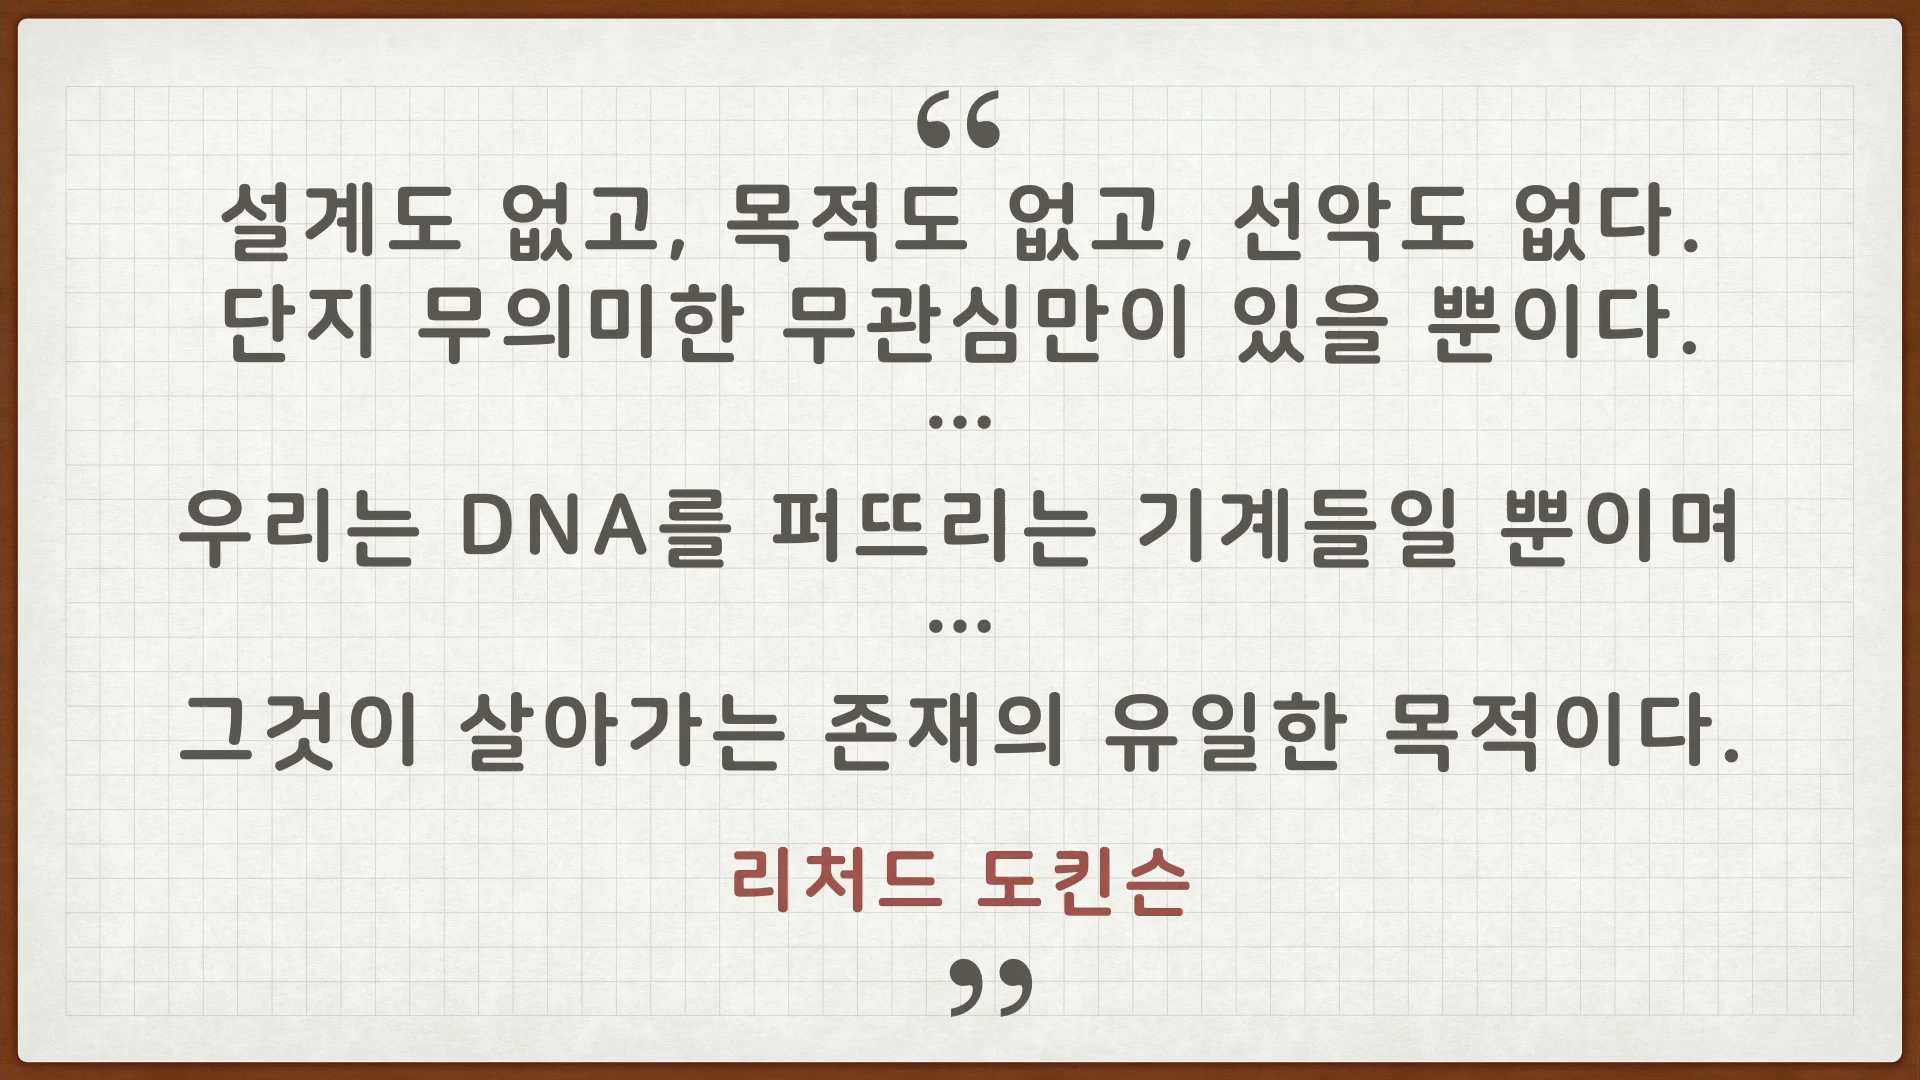 “
설계도 없고, 목적도 없고, 선악도 없다.
단지 무의미한 무관심만이 있을 뿐이다.
...
우리는 DNA를 퍼뜨리는 기계들일 뿐이며
...
그것이 살아가는 존재의 유일한 목적이다.
리처드 도킨슨
”